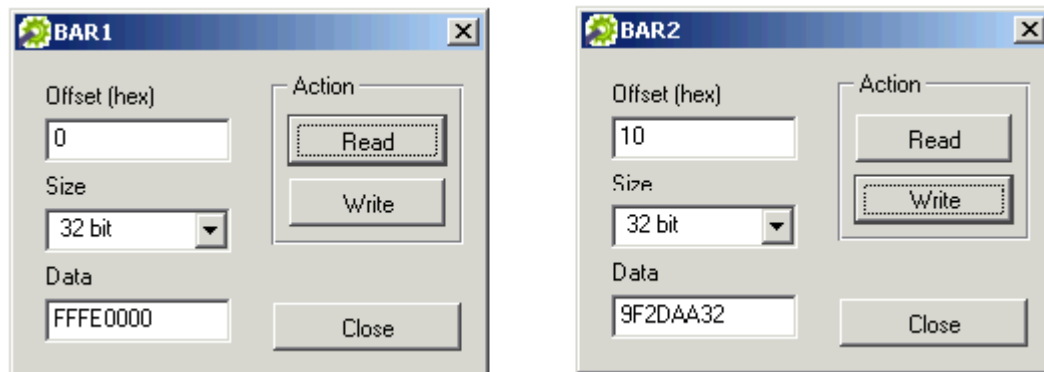 BAR1
Offset (hex)
0
Size
32 bit
Data
FFFE0000
Action
Read
Write
Close
BAR2
Offset (hex)
10
Size
32 bit
Data
9F2DAA32
Action
Read
Write
Close